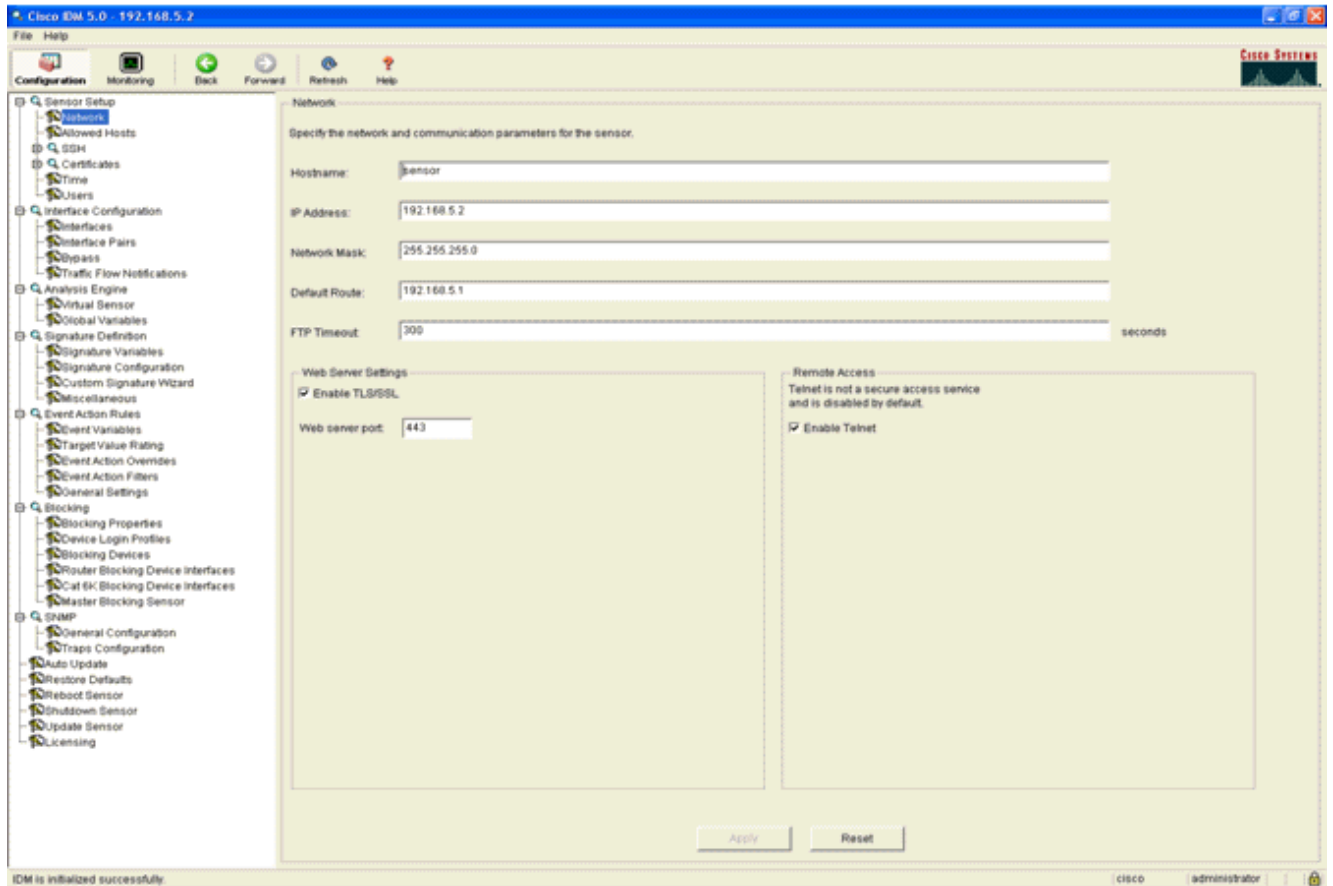 Cisco IDM 5.0 - 192.168.5.2
File Help
Configuration Monitoring Back Forward Refresh Help
CISCO SYSTEMS
Sensor Setup
Network
Allowed Hosts
SSH
Certificates
Time
Users
Interface Configuration
Interfaces
Interface Pairs
Bypass
Traffic Flow Notifications
Analysis Engine
Virtual Sensor
Global Variables
Signature Definition
Signature Variables
Signature Configuration
Custom Signature Wizard
Miscellaneous
Event Action Rules
Event Variables
Target Value Rating
Event Action Overrides
Event Action Filters
General Settings
Blocking
Blocking Properties
Device Login Profiles
Blocking Devices
Router Blocking Device Interfaces
Cat 6K Blocking Device Interfaces
Master Blocking Sensor
SNMP
General Configuration
Traps Configuration
Auto Update
Restore Defaults
Reboot Sensor
Shutdown Sensor
Update Sensor
Licensing
Network
Specify the network and communication parameters for the sensor.
Hostname: sensor
IP Address: 192.168.5.2
Network Mask: 255.255.255.0
Default Route: 192.168.5.1
FTP Timeout: 300 seconds
Web Server Settings
Enable TLS/SSL
Web server port: 443
Remote Access
Telnet is not a secure access service
and is disabled by default.
Enable Telnet
Apply Reset
IDM is initialized successfully. cisco administrator